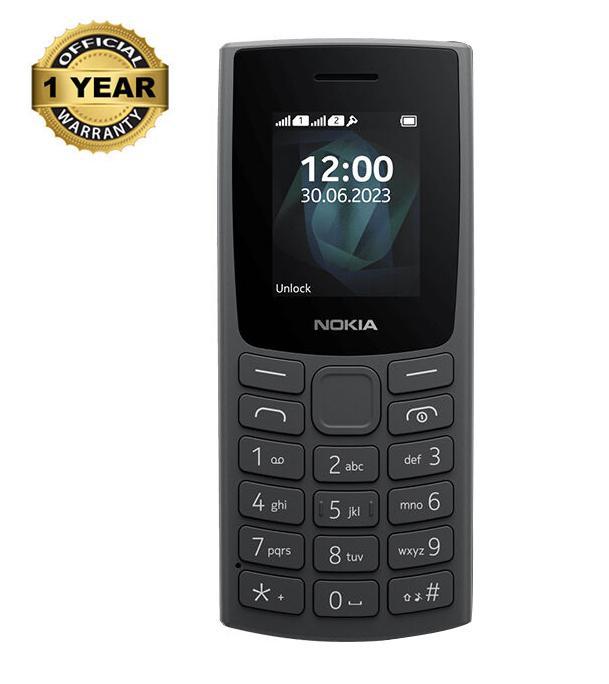 OFFICIAL
1 YEAR
WARRANTY
1 2
12:00
30.06.2023
Unlock
NOKIA
1 2 abc def 3
4 ghi 5 jkl mno 6
7 pqrs 8 tuv wxyz 9
* + 0 #